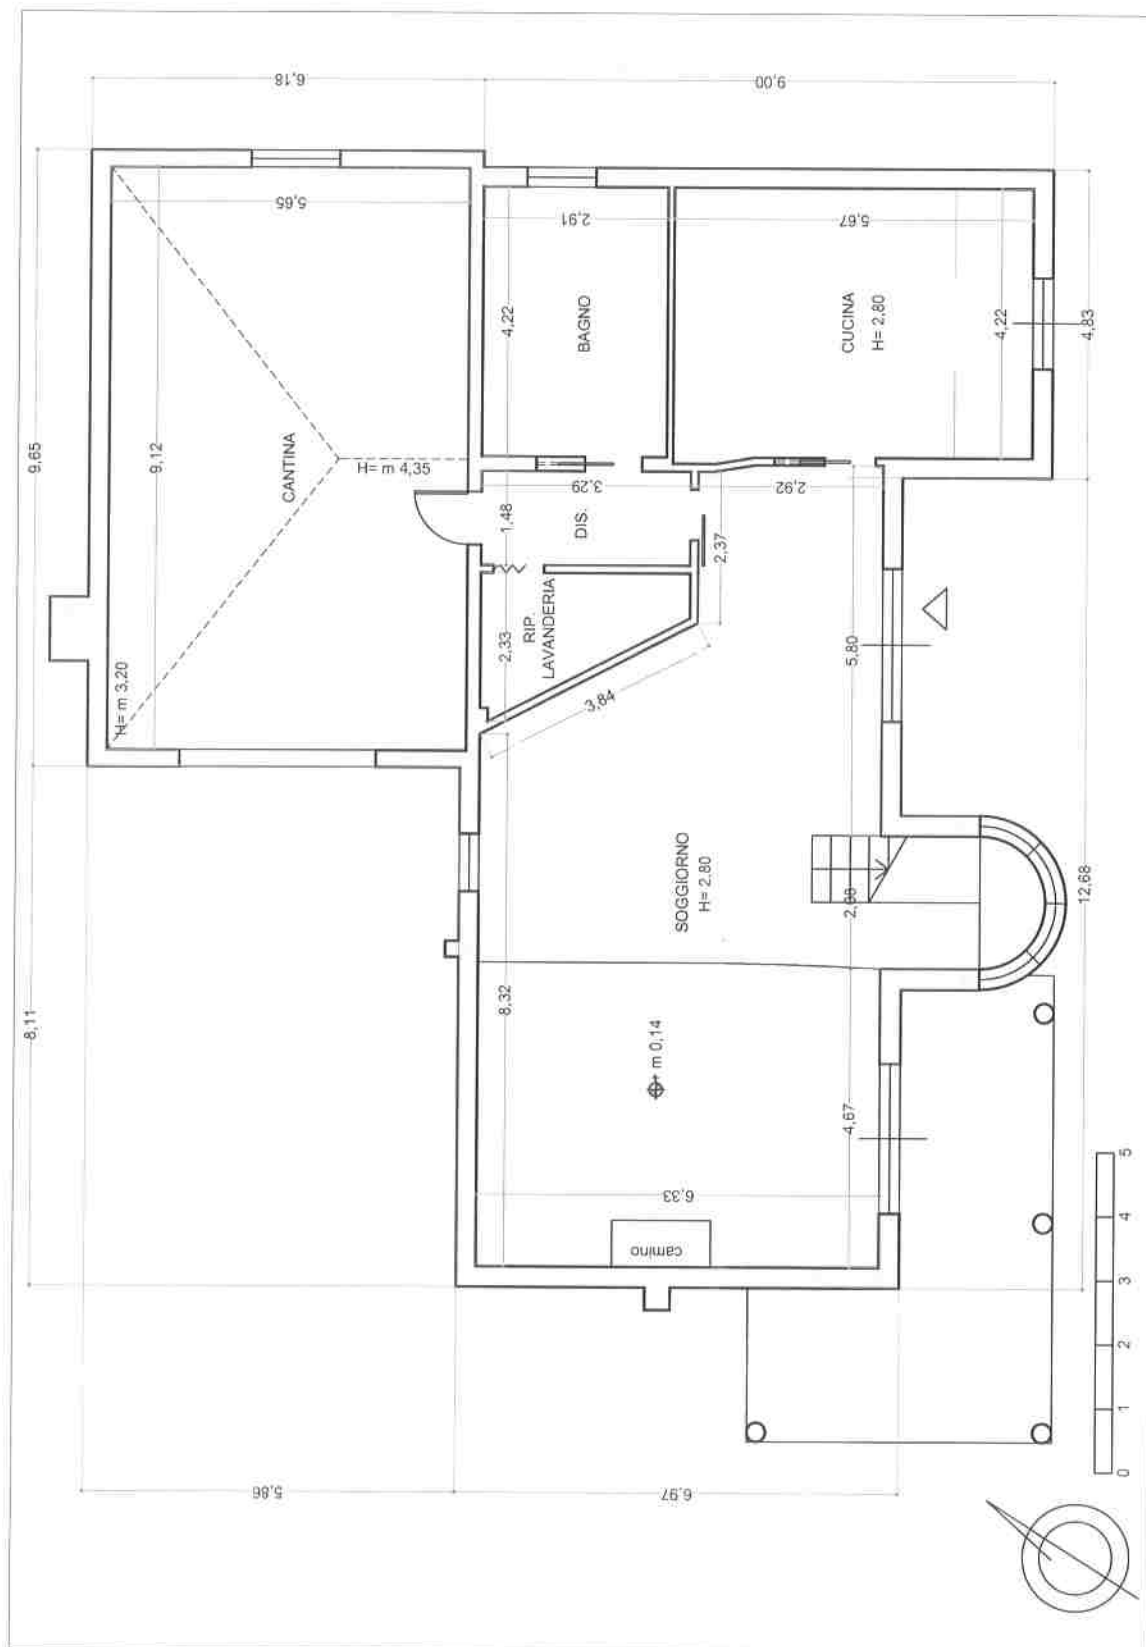 6,18
9,00
9,65
8,11
5,65
9,12
CANTINA
H= m 4,35
H= m 3,20
2,91
4,22
BAGNO
5,67
CUCINA
H= 2,80
4,22
4,83
3,29
1,48
DIS.
2,92
2,37
RIP.
LAVANDERIA
2,33
3,84
5,80
SOGGIORNO
H= 2,80
2,68
12,68
8,32
+ m 0,14
4,67
6,33
camino
5,86
6,97
0 1 2 3 4 5